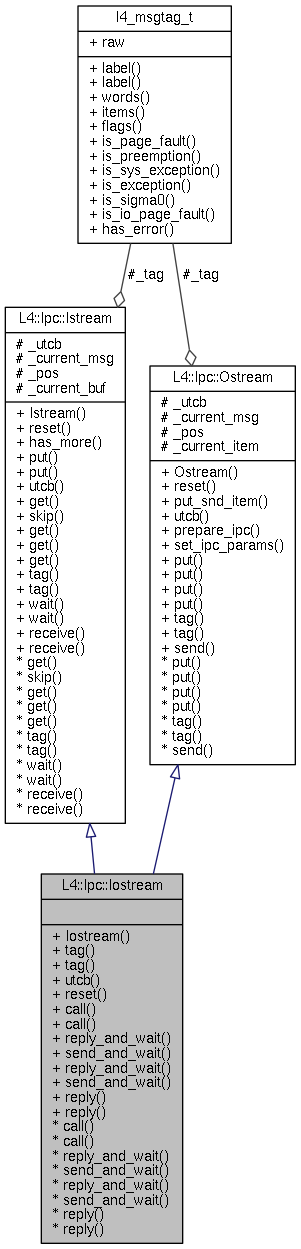 l4_msgtag_t
+ raw
+ label()
+ label()
+ words()
+ items()
+ flags()
+ is_page_fault()
+ is_preemption()
+ is_sys_exception()
+ is_exception()
+ is_sigma0()
+ is_io_page_fault()
+ has_error()
#_tag
#_tag
L4::Ipc::Istream
# _utcb
# _current_msg
# _pos
# _current_buf
+ Istream()
+ reset()
+ has_more()
+ put()
+ put()
+ utcb()
+ get()
+ skip()
+ get()
+ get()
+ get()
+ tag()
+ tag()
+ wait()
+ wait()
+ receive()
+ receive()
* get()
* skip()
* get()
* get()
* get()
* tag()
* tag()
* wait()
* wait()
* receive()
* receive()
L4::Ipc::Ostream
# _utcb
# _current_msg
# _pos
# _current_item
+ Ostream()
+ reset()
+ put_snd_item()
+ utcb()
+ prepare_ipc()
+ set_ipc_params()
+ put()
+ put()
+ put()
+ put()
+ tag()
+ tag()
+ send()
* put()
* put()
* put()
* put()
* tag()
* tag()
* send()
L4::Ipc::Iostream
+ Iostream()
+ tag()
+ tag()
+ utcb()
+ reset()
+ call()
+ call()
+ reply_and_wait()
+ send_and_wait()
+ reply_and_wait()
+ send_and_wait()
+ reply()
+ reply()
* call()
* call()
* reply_and_wait()
* send_and_wait()
* reply_and_wait()
* send_and_wait()
* reply()
* reply()